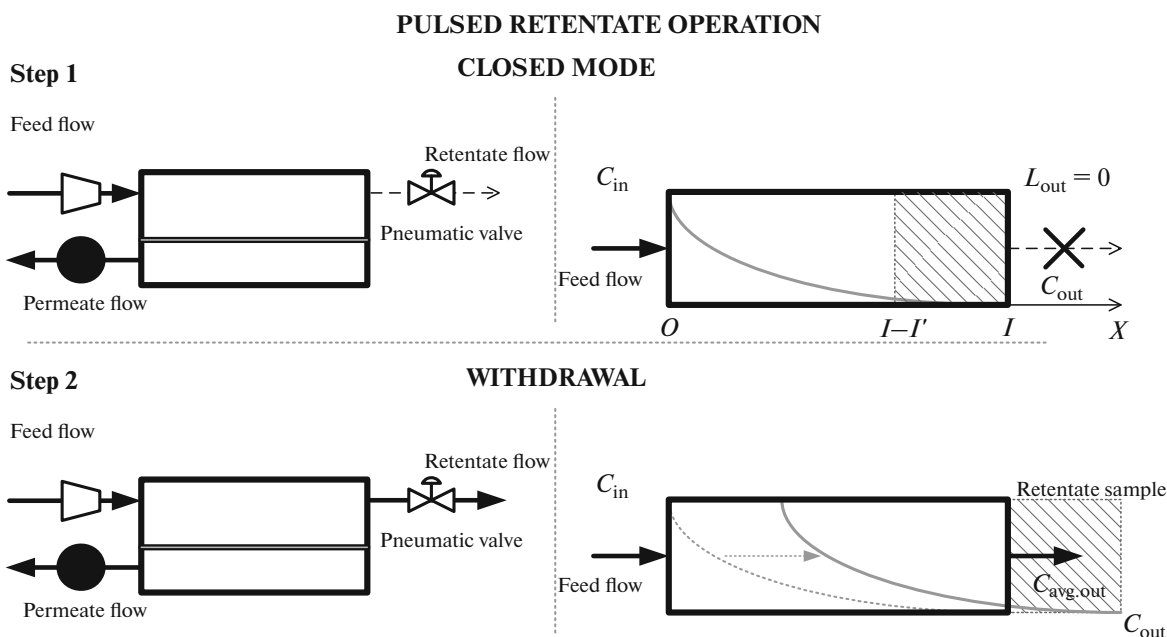 PULSED RETENTATE OPERATION
CLOSED MODE
Step 1
Feed flow
Retentate flow
Pneumatic valve
Permeate flow
C_in
L_out = 0
Feed flow
C_out
O
I–I′
I
X
Step 2
WITHDRAWAL
Feed flow
Retentate flow
Pneumatic valve
Permeate flow
C_in
Retentate sample
Feed flow
C_avg.out
C_out